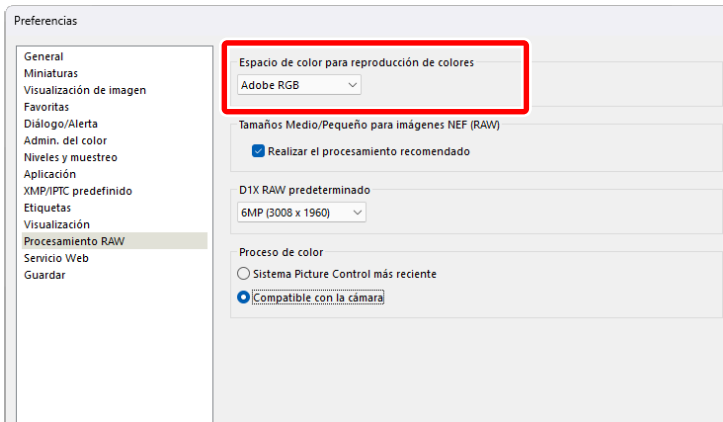 Preferencias
General
Miniaturas
Visualización de imagen
Favoritas
Diálogo/Alerta
Admin. del color
Niveles y muestreo
Aplicación
XMP/IPTC predefinido
Etiquetas
Visualización
Procesamiento RAW
Servicio Web
Guardar
Espacio de color para reproducción de colores
Adobe RGB
Tamaños Medio/Pequeño para imágenes NEF (RAW)
Realizar el procesamiento recomendado
D1X RAW predeterminado
6MP (3008 x 1960)
Proceso de color
Sistema Picture Control más reciente
Compatible con la cámara